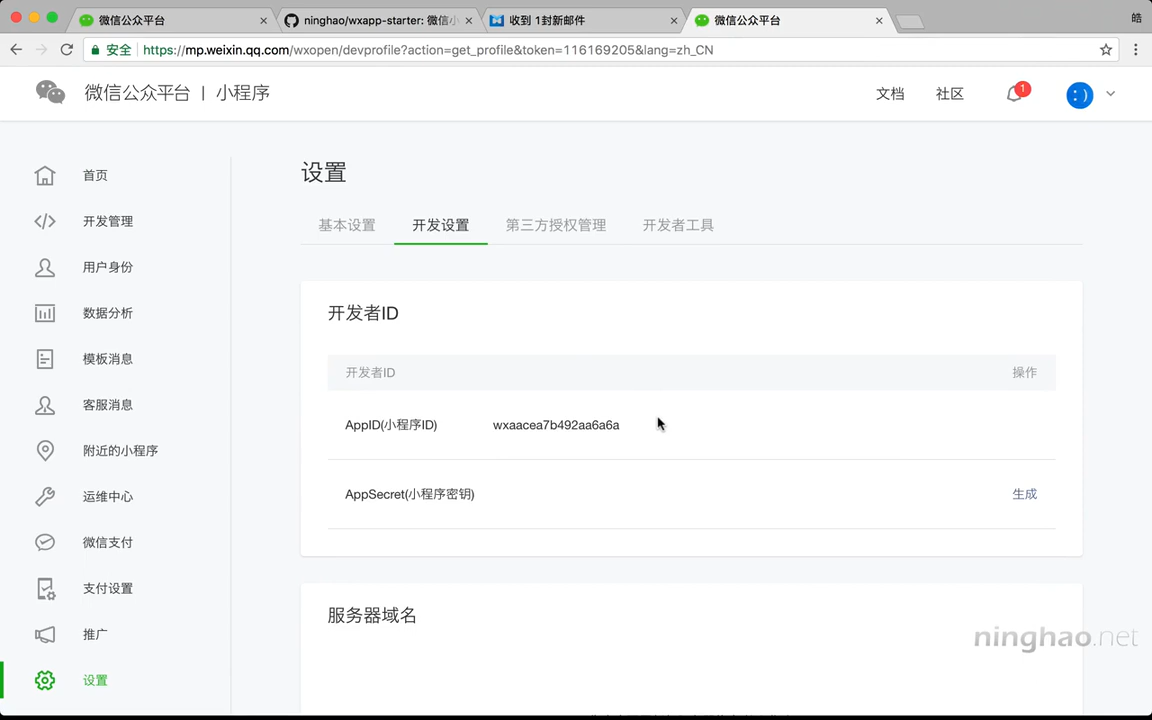 微信公众平台
ninghao/wxapp-starter: 微信小
收到 1封新邮件
微信公众平台
皓
安全
https://mp.weixin.qq.com/wxopen/devprofile?action=get_profile&token=116169205&lang=zh_CN
微信公众平台 | 小程序
文档
社区
1
: )
首页
开发管理
用户身份
数据分析
模板消息
客服消息
附近的小程序
运维中心
微信支付
支付设置
推广
设置
设置
基本设置
开发设置
第三方授权管理
开发者工具
开发者ID
开发者ID
操作
AppID(小程序ID)
wxaacea7b492aa6a6a
AppSecret(小程序密钥)
生成
服务器域名
ninghao.net